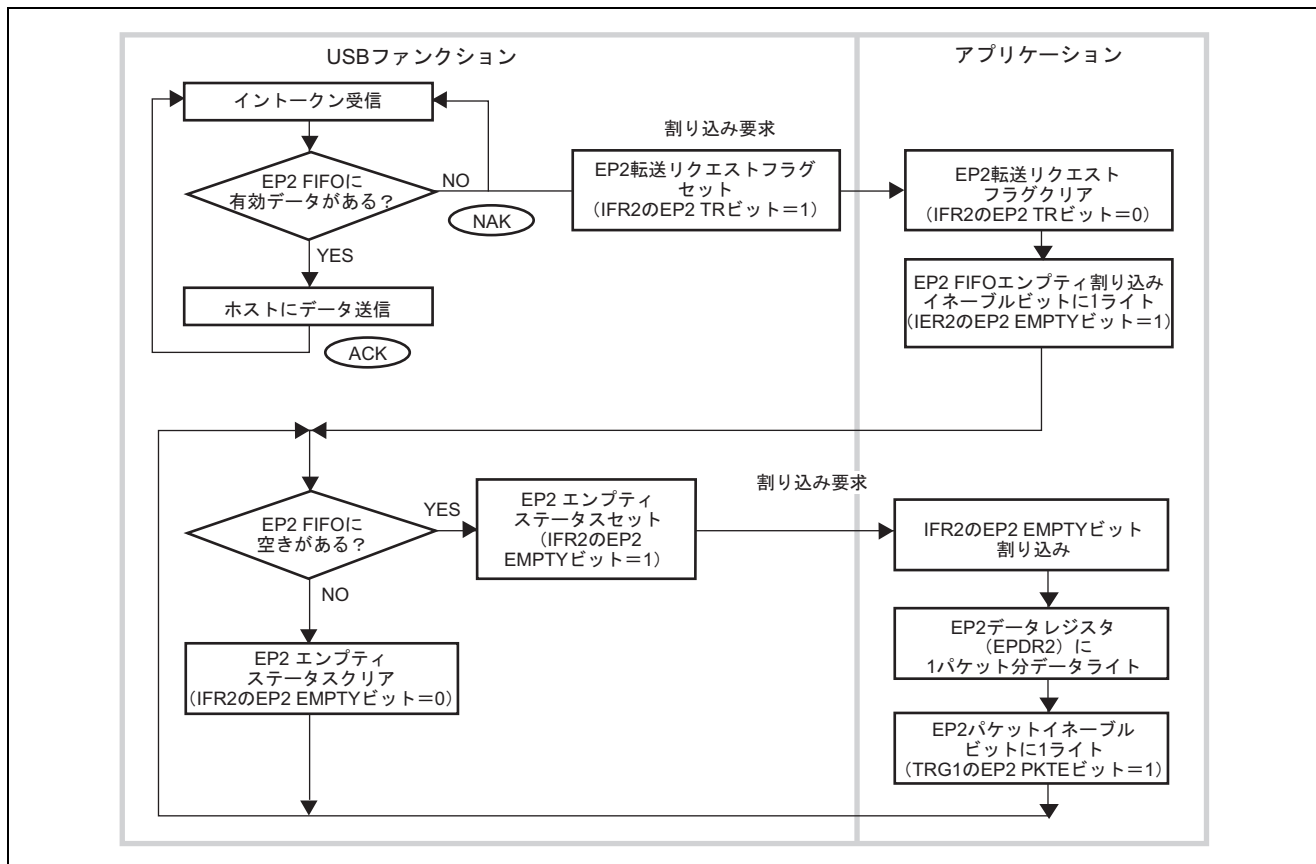 USBファンクション
アプリケーション
イントークン受信
EP2 FIFOに
有効データがある？
NO
NAK
YES
ホストにデータ送信
ACK
割り込み要求
EP2転送リクエストフラグ
セット
（IFR2のEP2 TRビット＝1）
EP2転送リクエスト
フラグクリア
（IFR2のEP2 TRビット＝0）
EP2 FIFOエンプティ割り込み
イネーブルビットに1ライト
（IER2のEP2 EMPTYビット＝1）
EP2 FIFOに
空きがある？
YES
NO
EP2 エンプティ
ステータスセット
（IFR2のEP2
EMPTYビット＝1）
割り込み要求
IFR2のEP2 EMPTYビット
割り込み
EP2 エンプティ
ステータスクリア
（IFR2のEP2 EMPTYビット＝0）
EP2データレジスタ
（EPDR2）に
1パケット分データライト
EP2パケットイネーブル
ビットに1ライト
（TRG1のEP2 PKTEビット＝1）